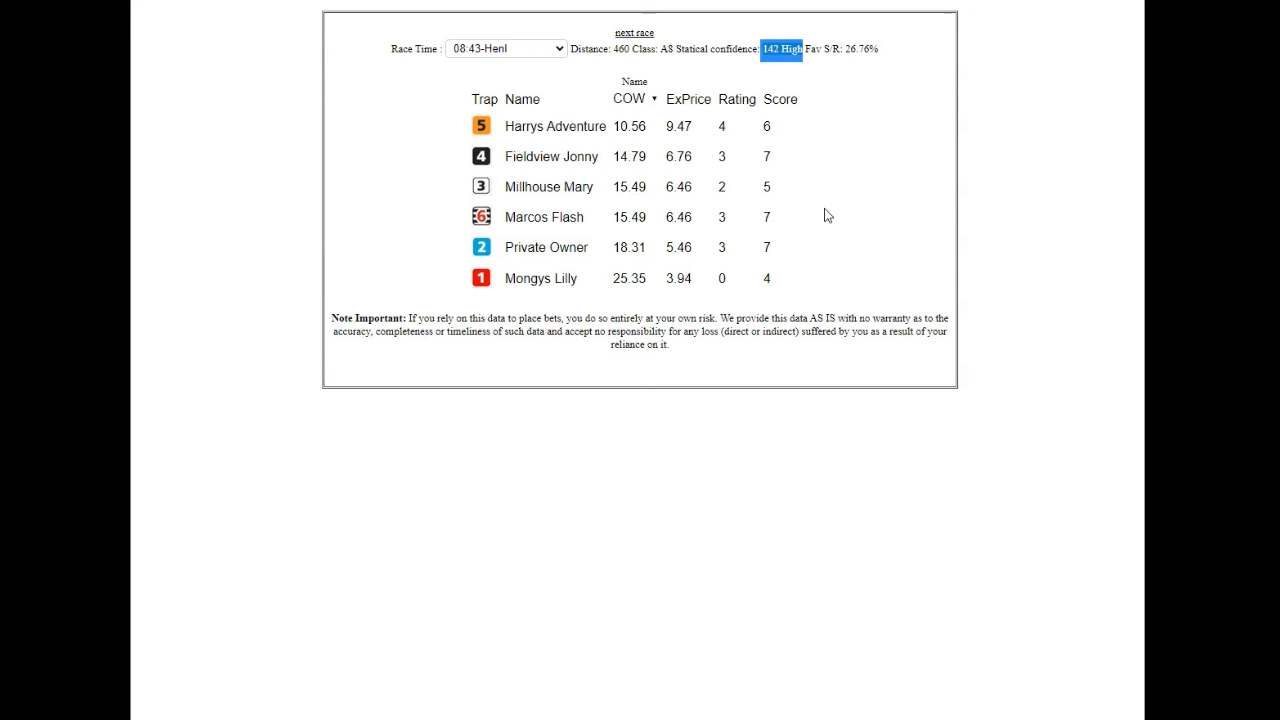 next race
Race Time : 08:43-Henl Distance: 460 Class: A8 Statical confidence: 142 High Fav S/R: 26.76%
Name
Trap Name COW ▼ ExPrice Rating Score
5 Harrys Adventure 10.56 9.47 4 6
4 Fieldview Jonny 14.79 6.76 3 7
3 Millhouse Mary 15.49 6.46 2 5
6 Marcos Flash 15.49 6.46 3 7
2 Private Owner 18.31 5.46 3 7
1 Mongys Lilly 25.35 3.94 0 4
Note Important: If you rely on this data to place bets, you do so entirely at your own risk. We provide this data AS IS with no warranty as to the
accuracy, completeness or timeliness of such data and accept no responsibility for any loss (direct or indirect) suffered by you as a result of your
reliance on it.